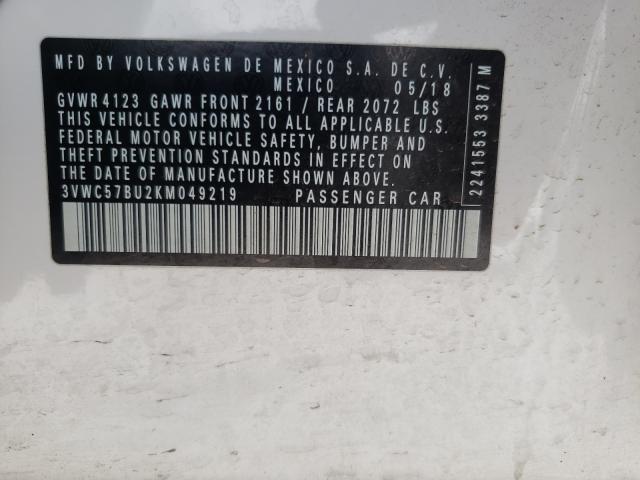 MFD BY VOLKSWAGEN DE MEXICO S.A. DE C.V.
MEXICO 05/18
GVWR 4123 GAWR FRONT 2161 / REAR 2072 LBS
THIS VEHICLE CONFORMS TO ALL APPLICABLE U.S.
FEDERAL MOTOR VEHICLE SAFETY, BUMPER AND
THEFT PREVENTION STANDARDS IN EFFECT ON
THE DATE OF MANUFACTURE SHOWN ABOVE
3VWC57BU2KM049219 PASSENGER CAR
2241553 3387 M